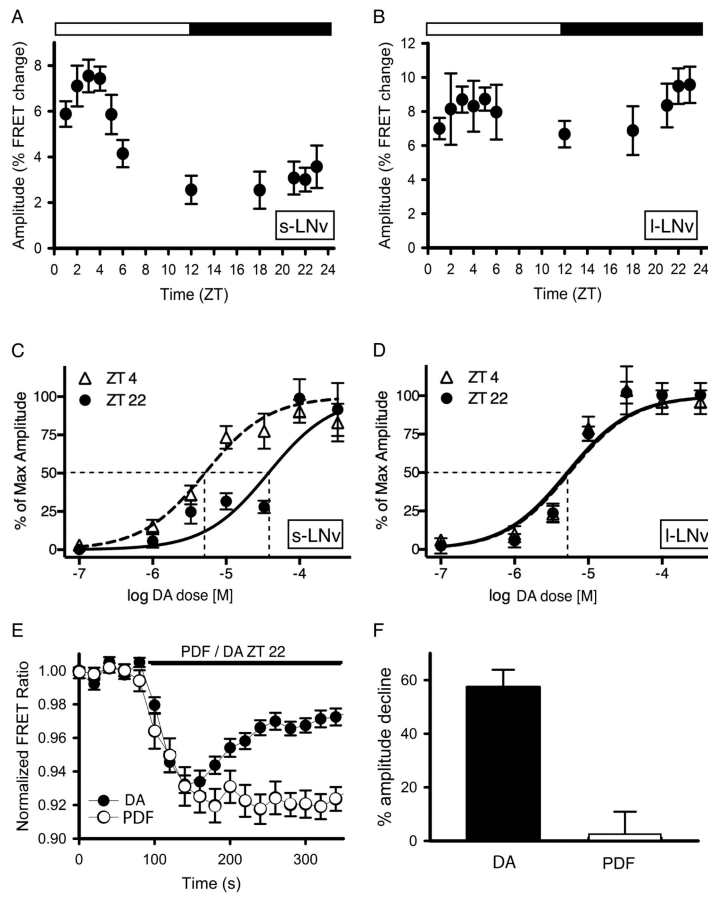 A
Amplitude (% FRET change)
8
6
4
2
0
s-LNv
0 2 4 6 8 10 12 14 16 18 20 22 24
Time (ZT)
B
Amplitude (% FRET change)
12
10
8
6
4
2
0
l-LNv
0 2 4 6 8 10 12 14 16 18 20 22 24
Time (ZT)
C
ZT 4
ZT 22
% of Max Amplitude
100
75
50
25
0
s-LNv
-7 -6 -5 -4
log DA dose [M]
D
ZT 4
ZT 22
% of Max Amplitude
100
75
50
25
0
l-LNv
-7 -6 -5 -4
log DA dose [M]
E
PDF / DA ZT 22
Normalized FRET Ratio
1.00
0.98
0.96
0.94
0.92
0.90
DA
PDF
0 100 200 300
Time (s)
F
% amplitude decline
60
40
20
0
DA PDF